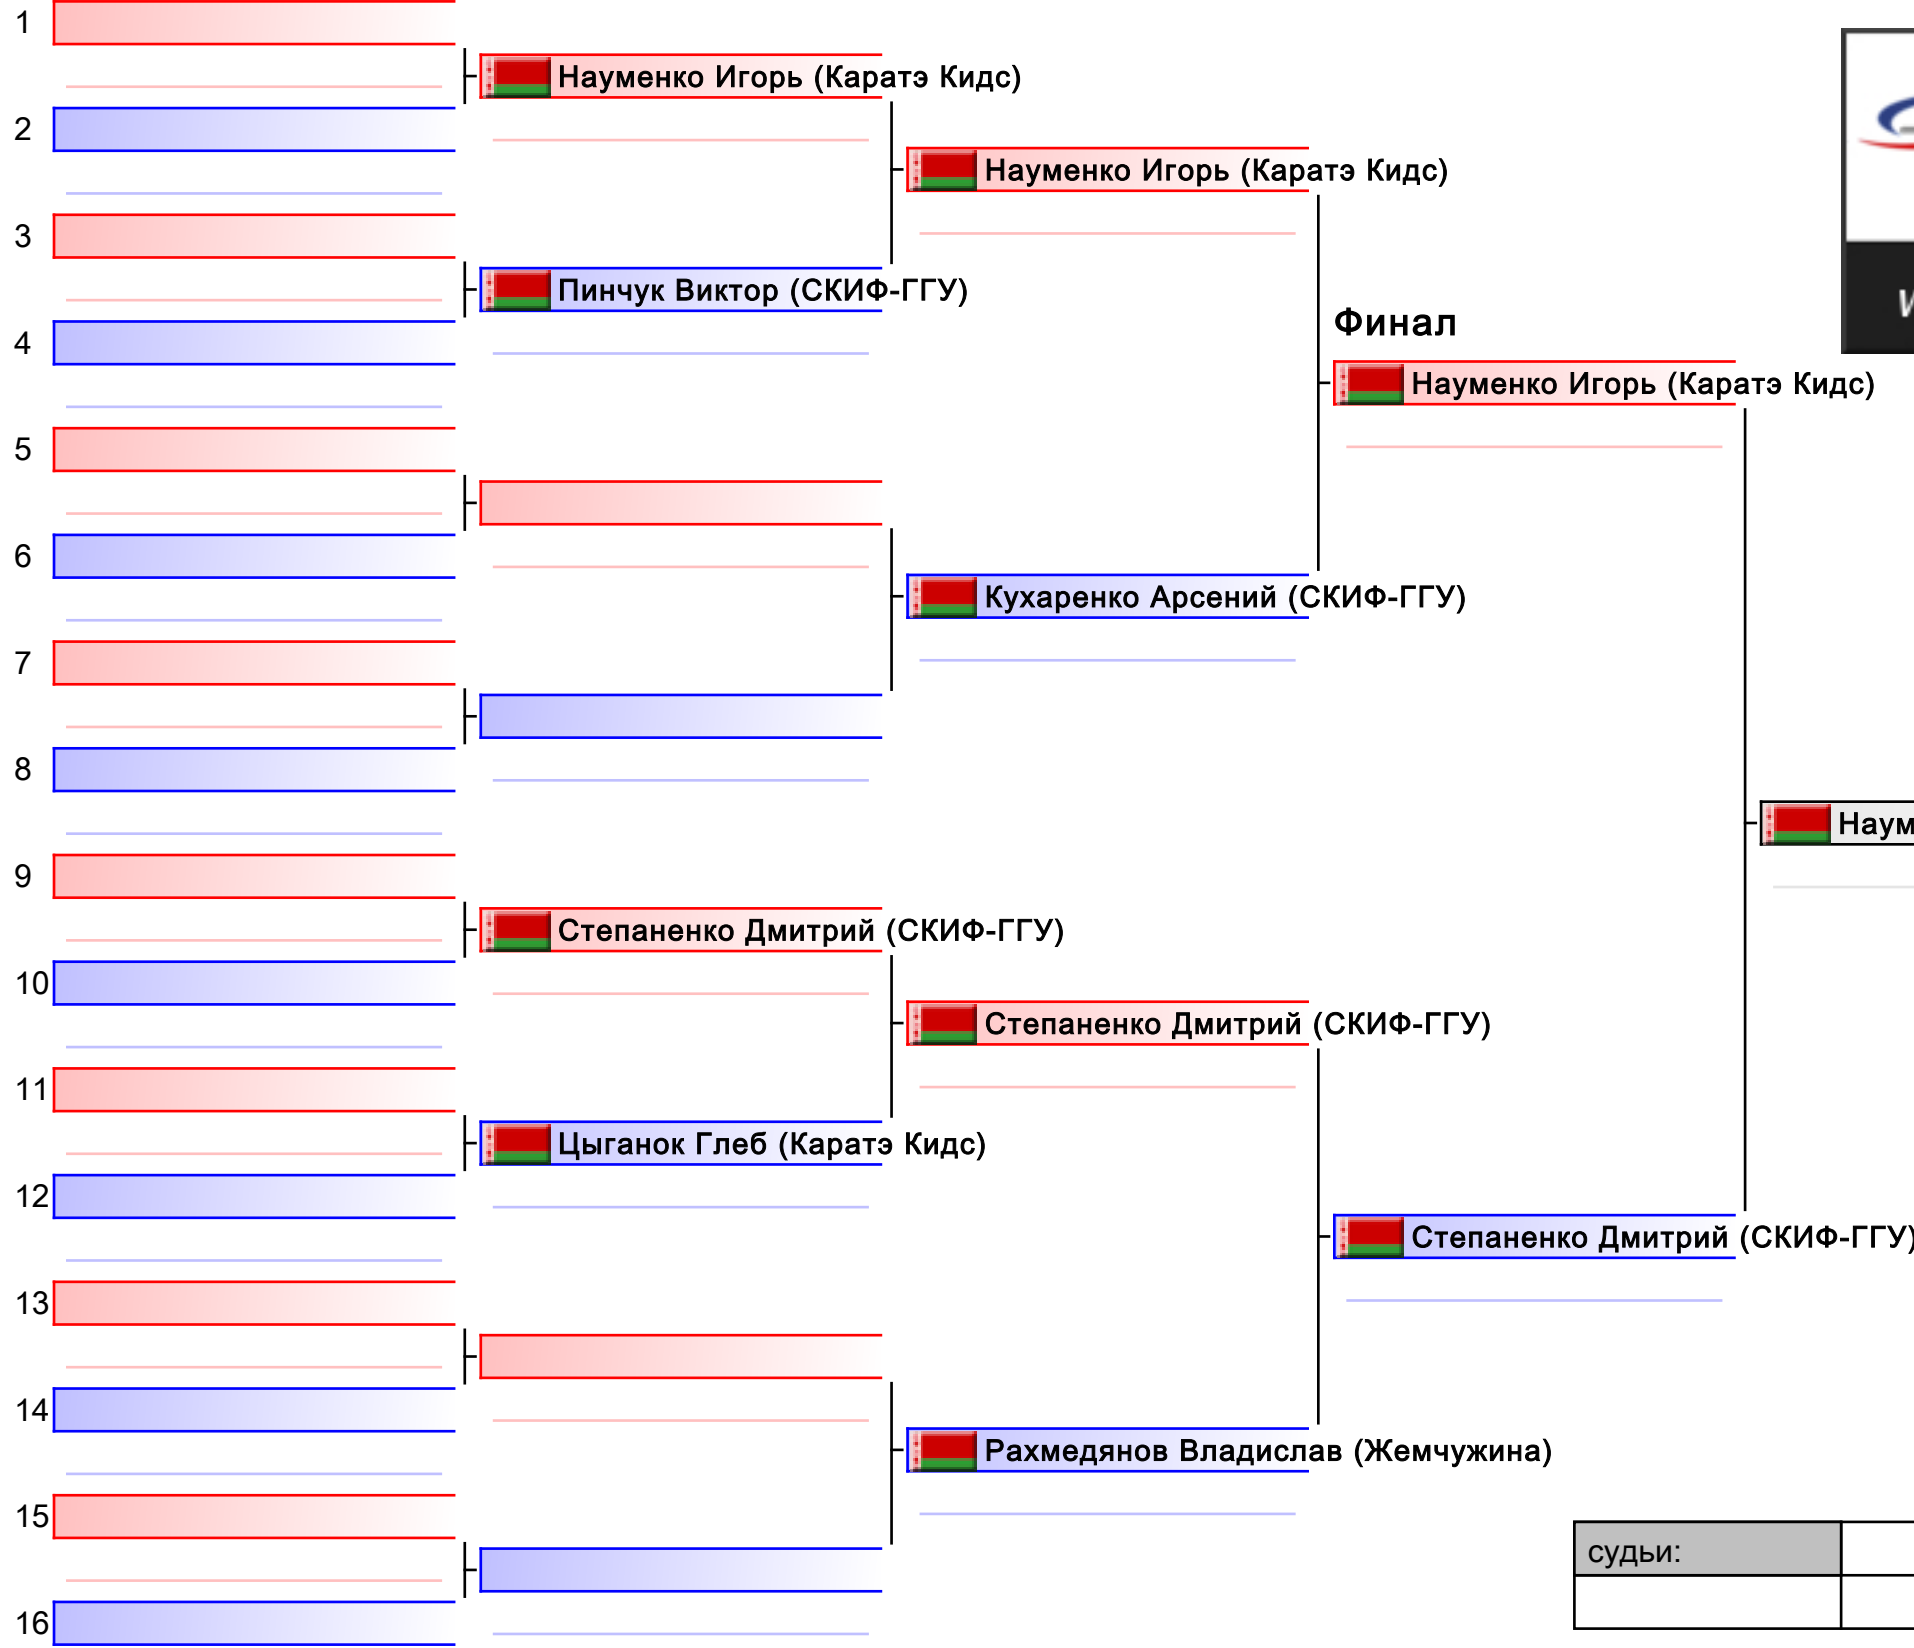 1
Науменко Игорь (Каратэ Кидс)
2
Науменко Игорь (Каратэ Кидс)
3
Пинчук Виктор (СКИФ-ГГУ)
4
Финал
Науменко Игорь (Каратэ Кидс)
5
6
Кухаренко Арсений (СКИФ-ГГУ)
7
8
Наум
9
Степаненко Дмитрий (СКИФ-ГГУ)
10
Степаненко Дмитрий (СКИФ-ГГУ)
11
Цыганок Глеб (Каратэ Кидс)
12
Степаненко Дмитрий (СКИФ-ГГУ)
13
14
Рахмедянов Владислав (Жемчужина)
15
судьи:
16